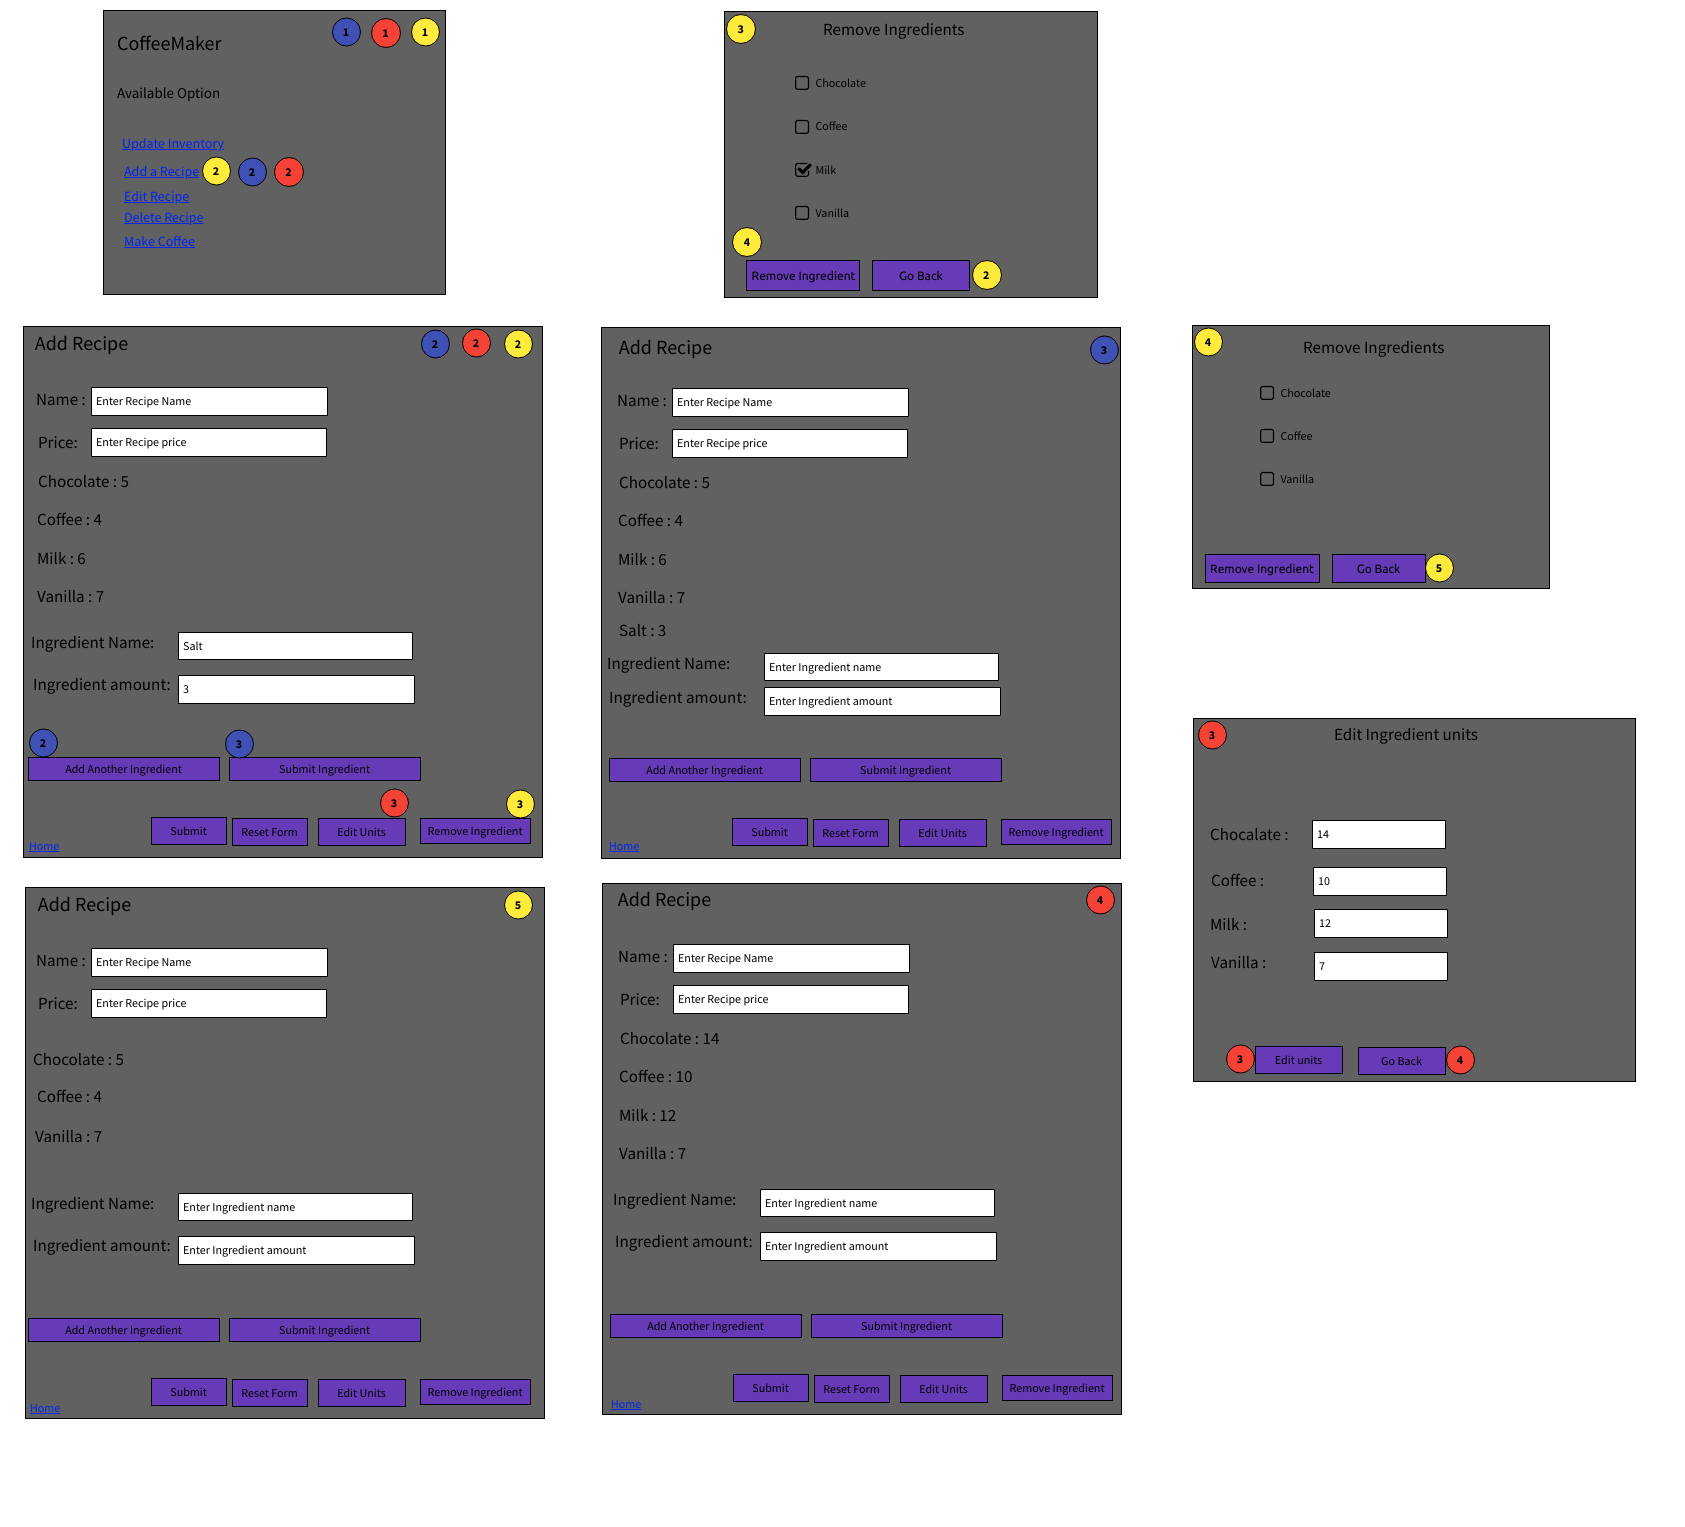 CoffeeMaker
1 1 1
Available Option
Update Inventory
Add a Recipe 2 2 2
Edit Recipe
Delete Recipe
Make Coffee
3 Remove Ingredients
Chocolate
Coffee
Milk
Vanilla
4
Remove Ingredient Go Back 2
Add Recipe 2 2 2
Name : Enter Recipe Name
Price: Enter Recipe price
Chocolate : 5
Coffee : 4
Milk : 6
Vanilla : 7
Ingredient Name: Salt
Ingredient amount: 3
2 3
Add Another Ingredient Submit Ingredient
3 3
Submit Reset Form Edit Units Remove Ingredient
Home
Add Recipe 3
Name : Enter Recipe Name
Price: Enter Recipe price
Chocolate : 5
Coffee : 4
Milk : 6
Vanilla : 7
Salt : 3
Ingredient Name: Enter Ingredient name
Ingredient amount: Enter Ingredient amount
Add Another Ingredient Submit Ingredient
Submit Reset Form Edit Units Remove Ingredient
Home
4 Remove Ingredients
Chocolate
Coffee
Vanilla
Remove Ingredient Go Back 5
3 Edit Ingredient units
Chocalate : 14
Coffee : 10
Milk : 12
Vanilla : 7
3 Edit units Go Back 4
Add Recipe 5
Name : Enter Recipe Name
Price: Enter Recipe price
Chocolate : 5
Coffee : 4
Vanilla : 7
Ingredient Name: Enter Ingredient name
Ingredient amount: Enter Ingredient amount
Add Another Ingredient Submit Ingredient
Submit Reset Form Edit Units Remove Ingredient
Home
Add Recipe 4
Name : Enter Recipe Name
Price: Enter Recipe price
Chocolate : 14
Coffee : 10
Milk : 12
Vanilla : 7
Ingredient Name: Enter Ingredient name
Ingredient amount: Enter Ingredient amount
Add Another Ingredient Submit Ingredient
Submit Reset Form Edit Units Remove Ingredient
Home